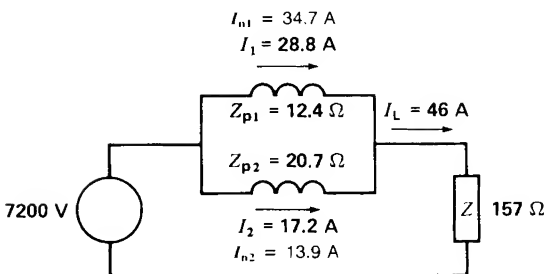 I_n1 = 34.7 A
I_1 = 28.8 A
Z_p1 = 12.4 Ω
I_L = 46 A
Z_p2 = 20.7 Ω
7200 V
Z
157 Ω
I_2 = 17.2 A
I_n2 = 13.9 A